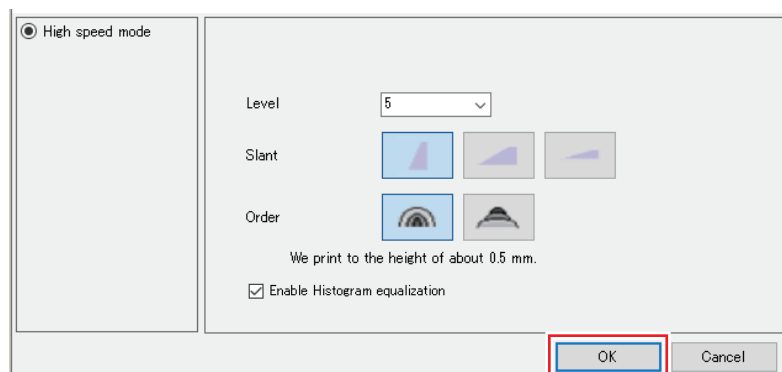 High speed mode
Level
5
Slant
Order
We print to the height of about 0.5 mm.
Enable Histogram equalization
OK
Cancel